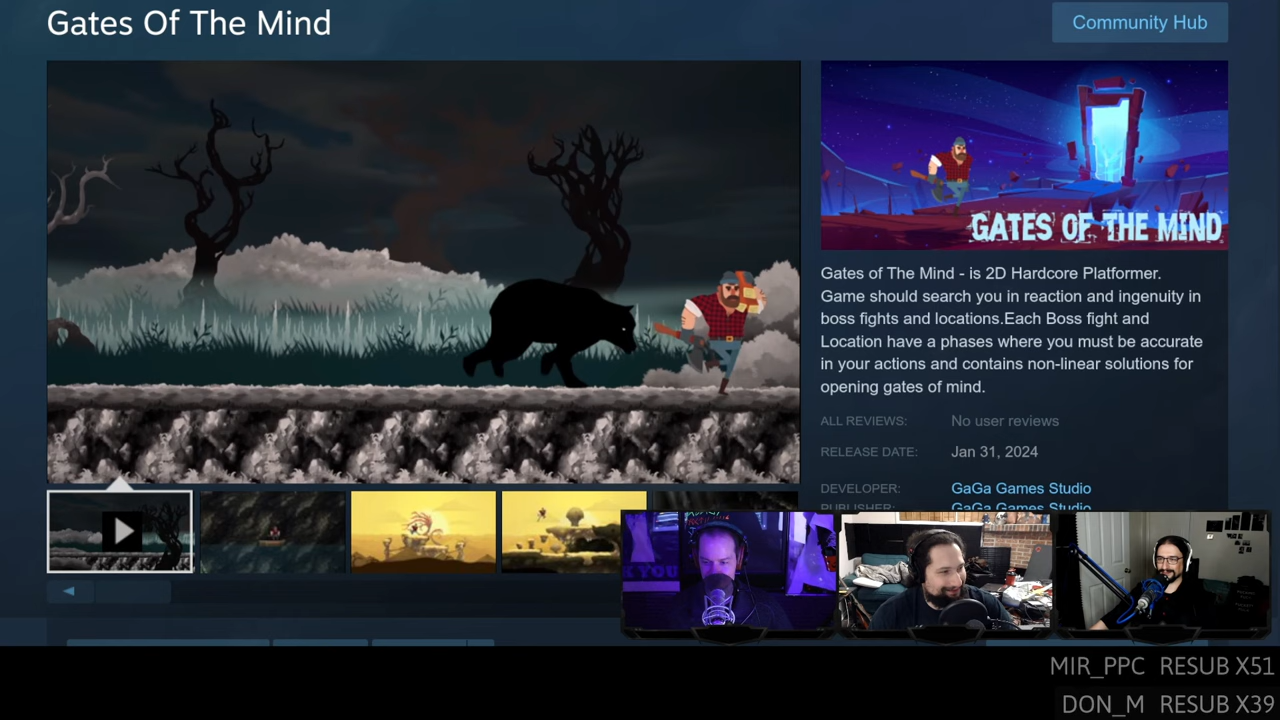 Gates Of The Mind
Community Hub
GATES OF THE MIND
Gates of The Mind - is 2D Hardcore Platformer.
Game should search you in reaction and ingenuity in
boss fights and locations.Each Boss fight and
Location have a phases where you must be accurate
in your actions and contains non-linear solutions for
opening gates of mind.
ALL REVIEWS: No user reviews
RELEASE DATE: Jan 31, 2024
DEVELOPER: GaGa Games Studio
PUBLISHER: GaGa Games Studio
MIR_PPC RESUB X51
DON_M RESUB X39